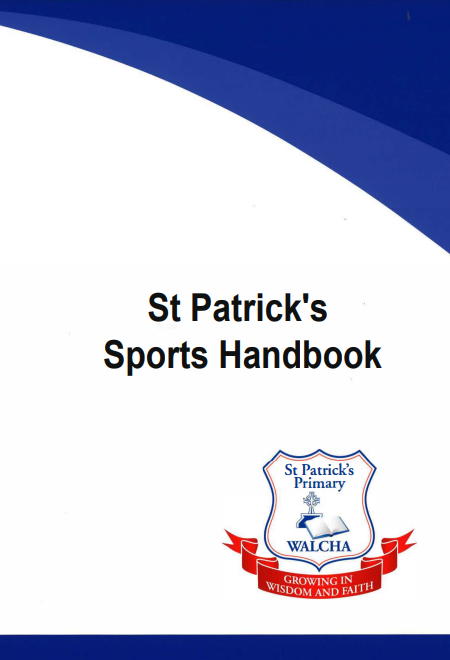 St Patrick's
Sports Handbook
St Patrick's
Primary
WALCHA
GROWING IN
WISDOM AND FAITH